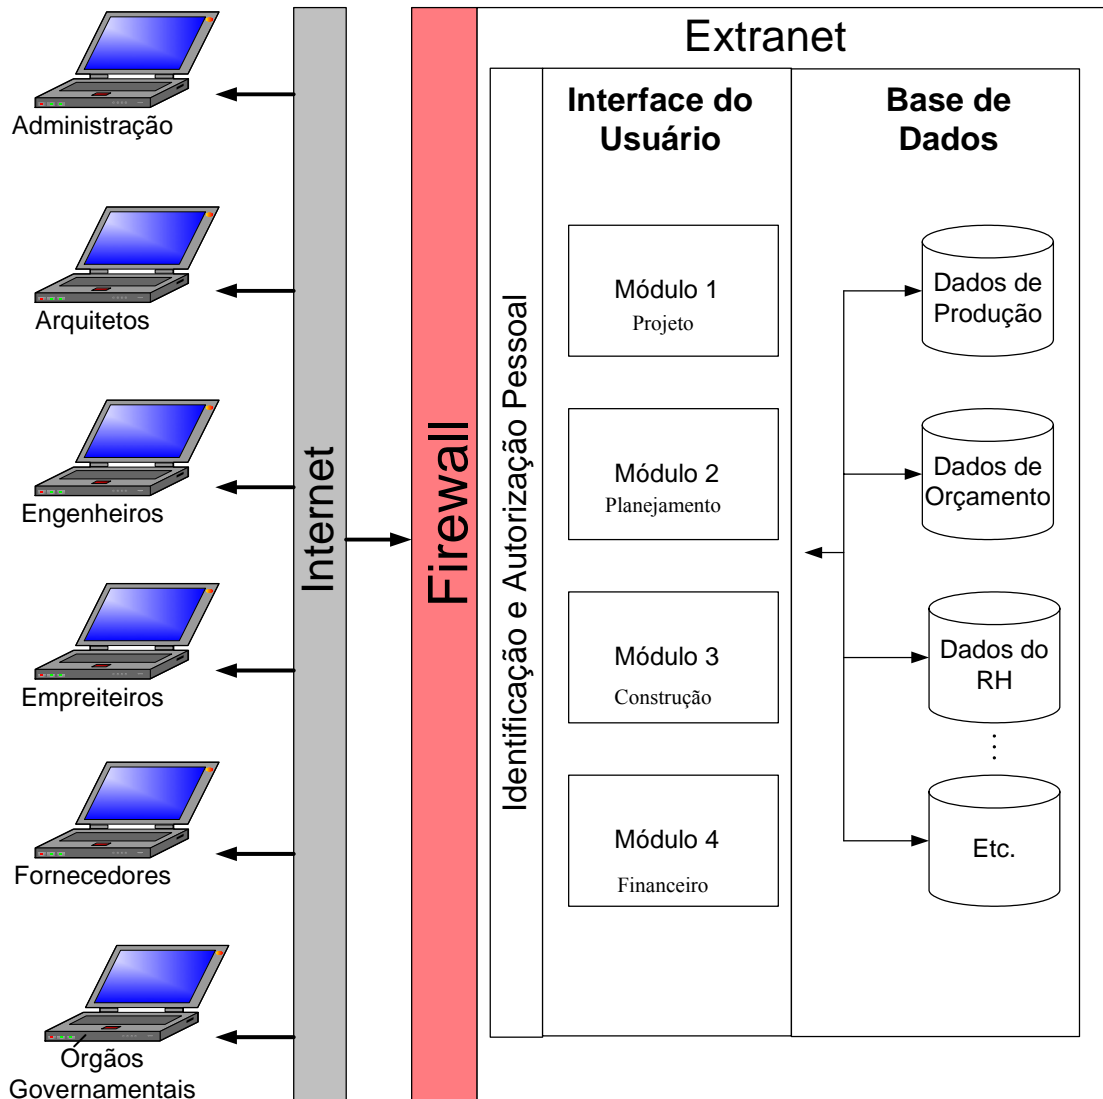 Extranet
Administração
Arquitetos
Engenheiros
Empreiteiros
Fornecedores
Orgãos
Governamentais
Internet
Firewall
Identificação e Autorização Pessoal
Interface do
Usuário
Módulo 1
Projeto
Módulo 2
Planejamento
Módulo 3
Construção
Módulo 4
Financeiro
Base de
Dados
Dados de
Produção
Dados de
Orçamento
Dados do
RH
Etc.